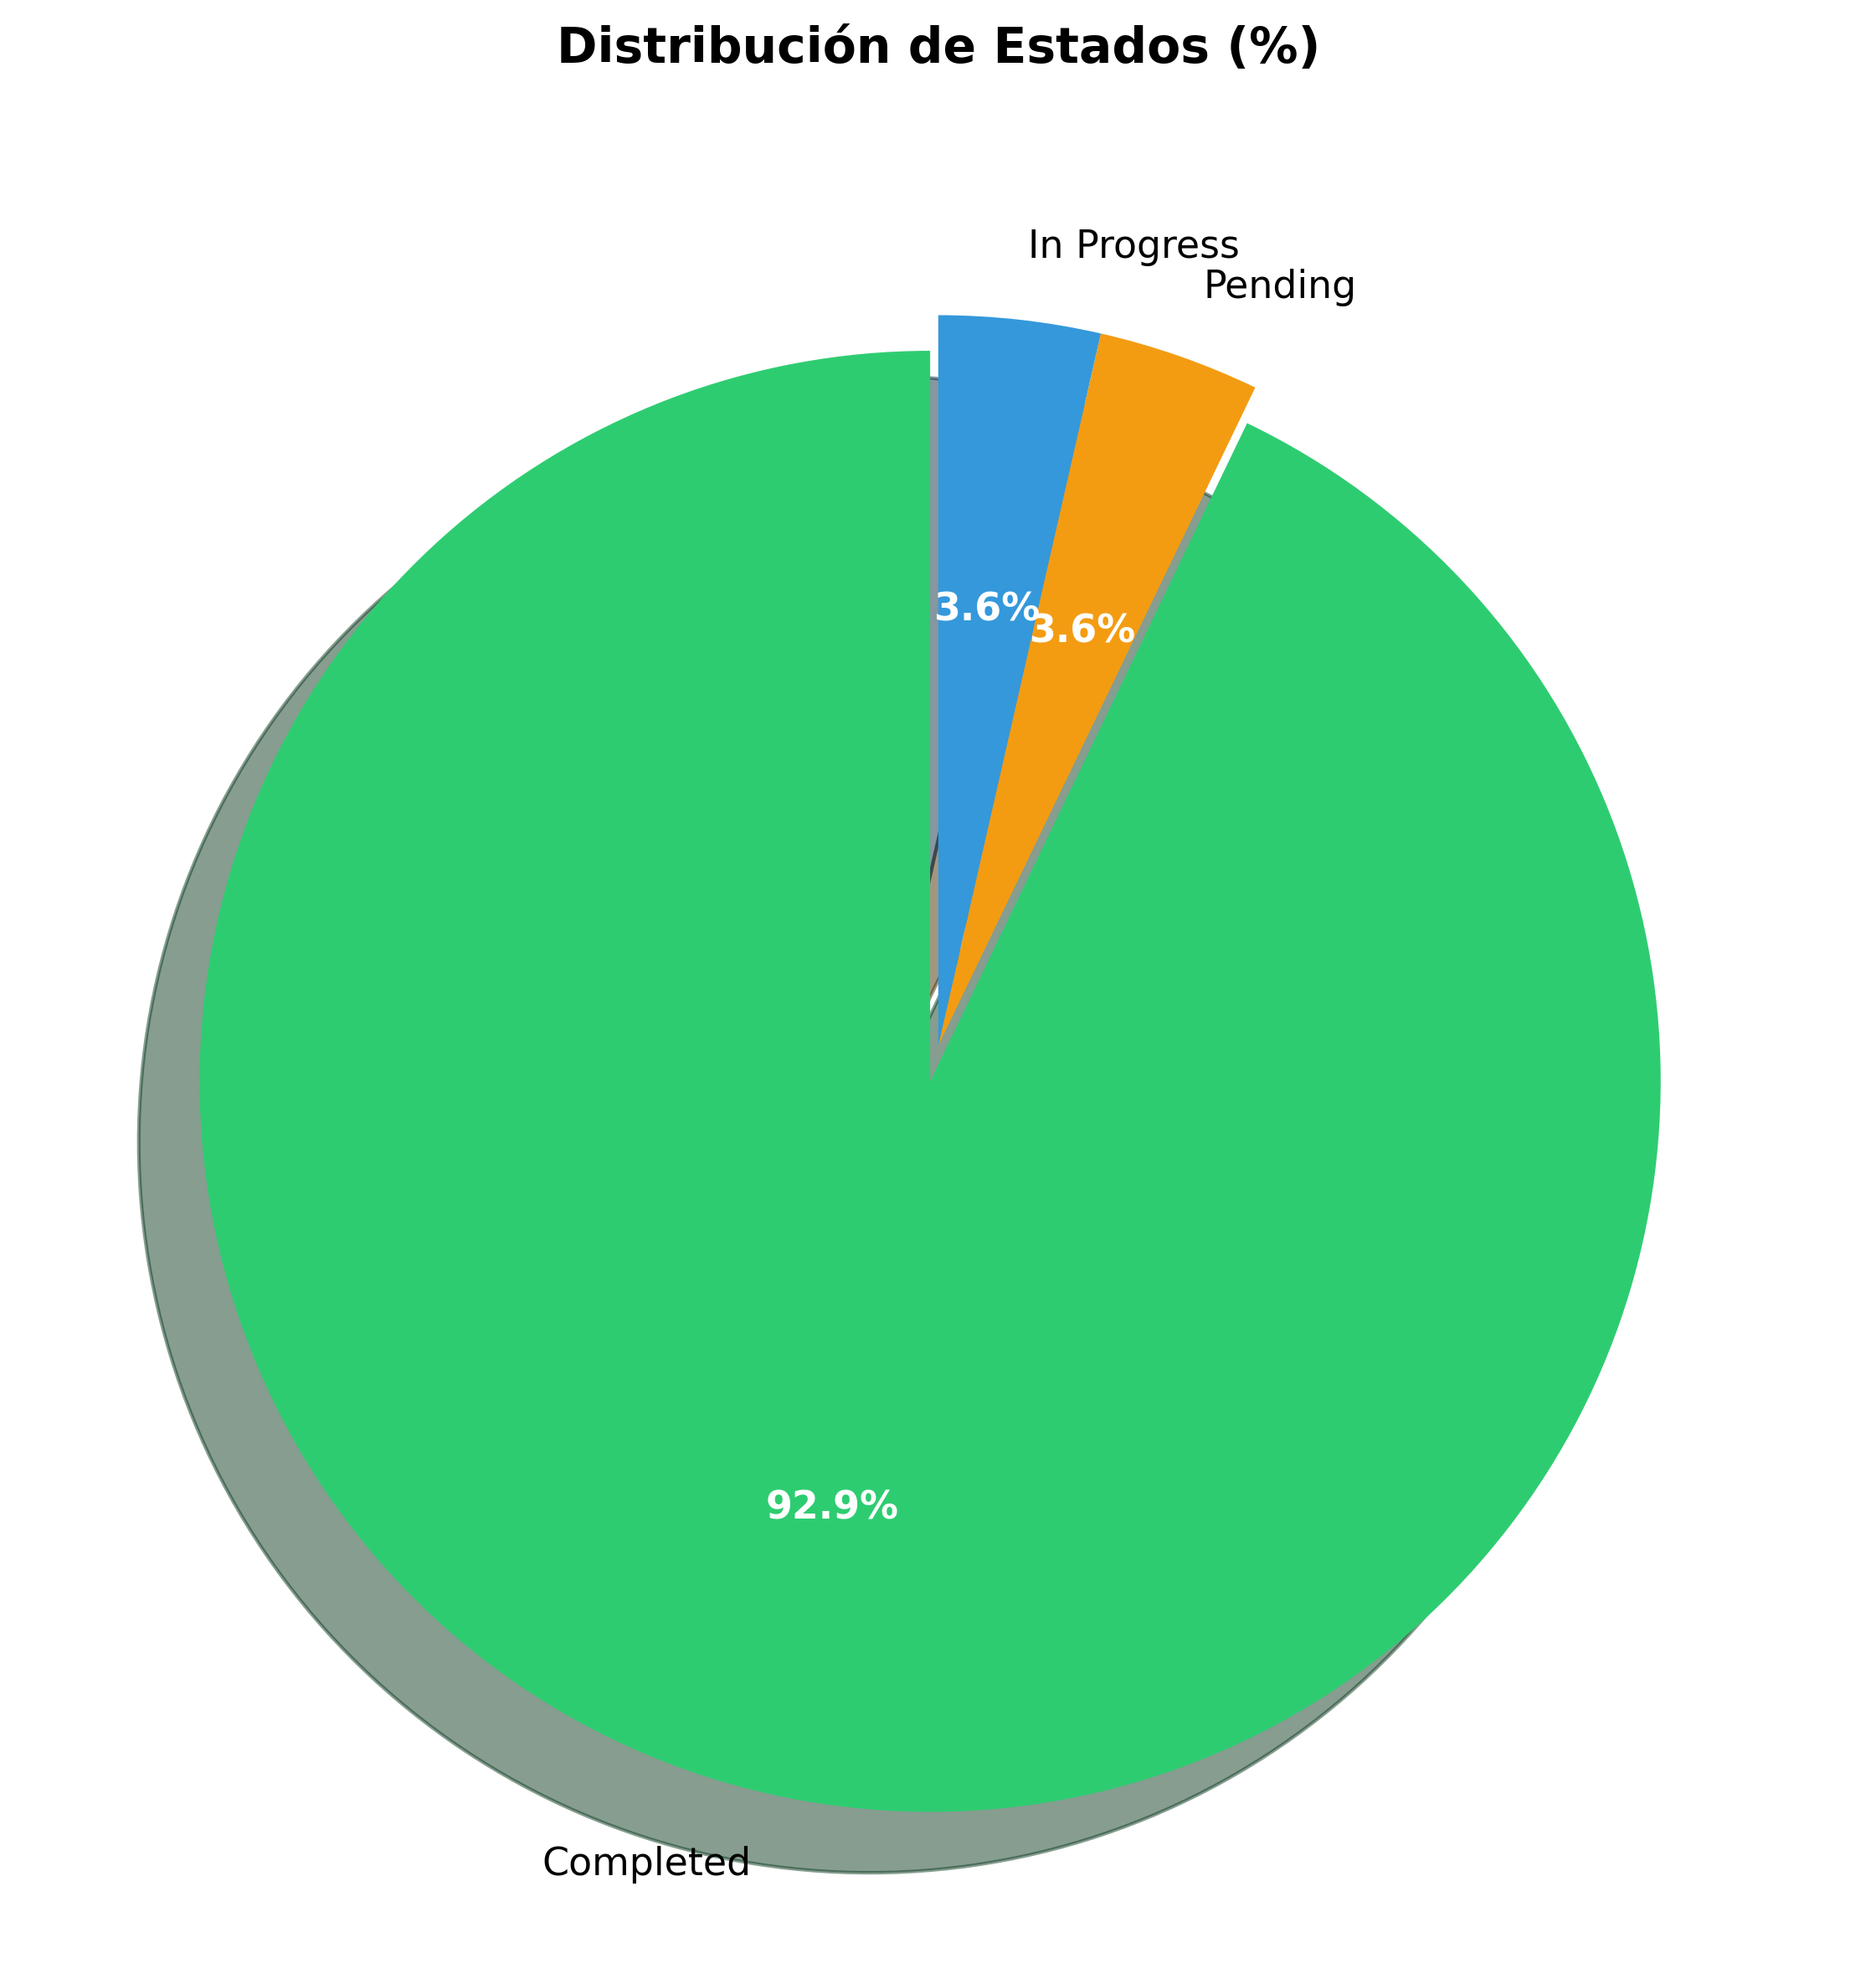 Distribución de Estados (%)
In Progress
Pending
3.6%
3.6%
92.9%
Completed